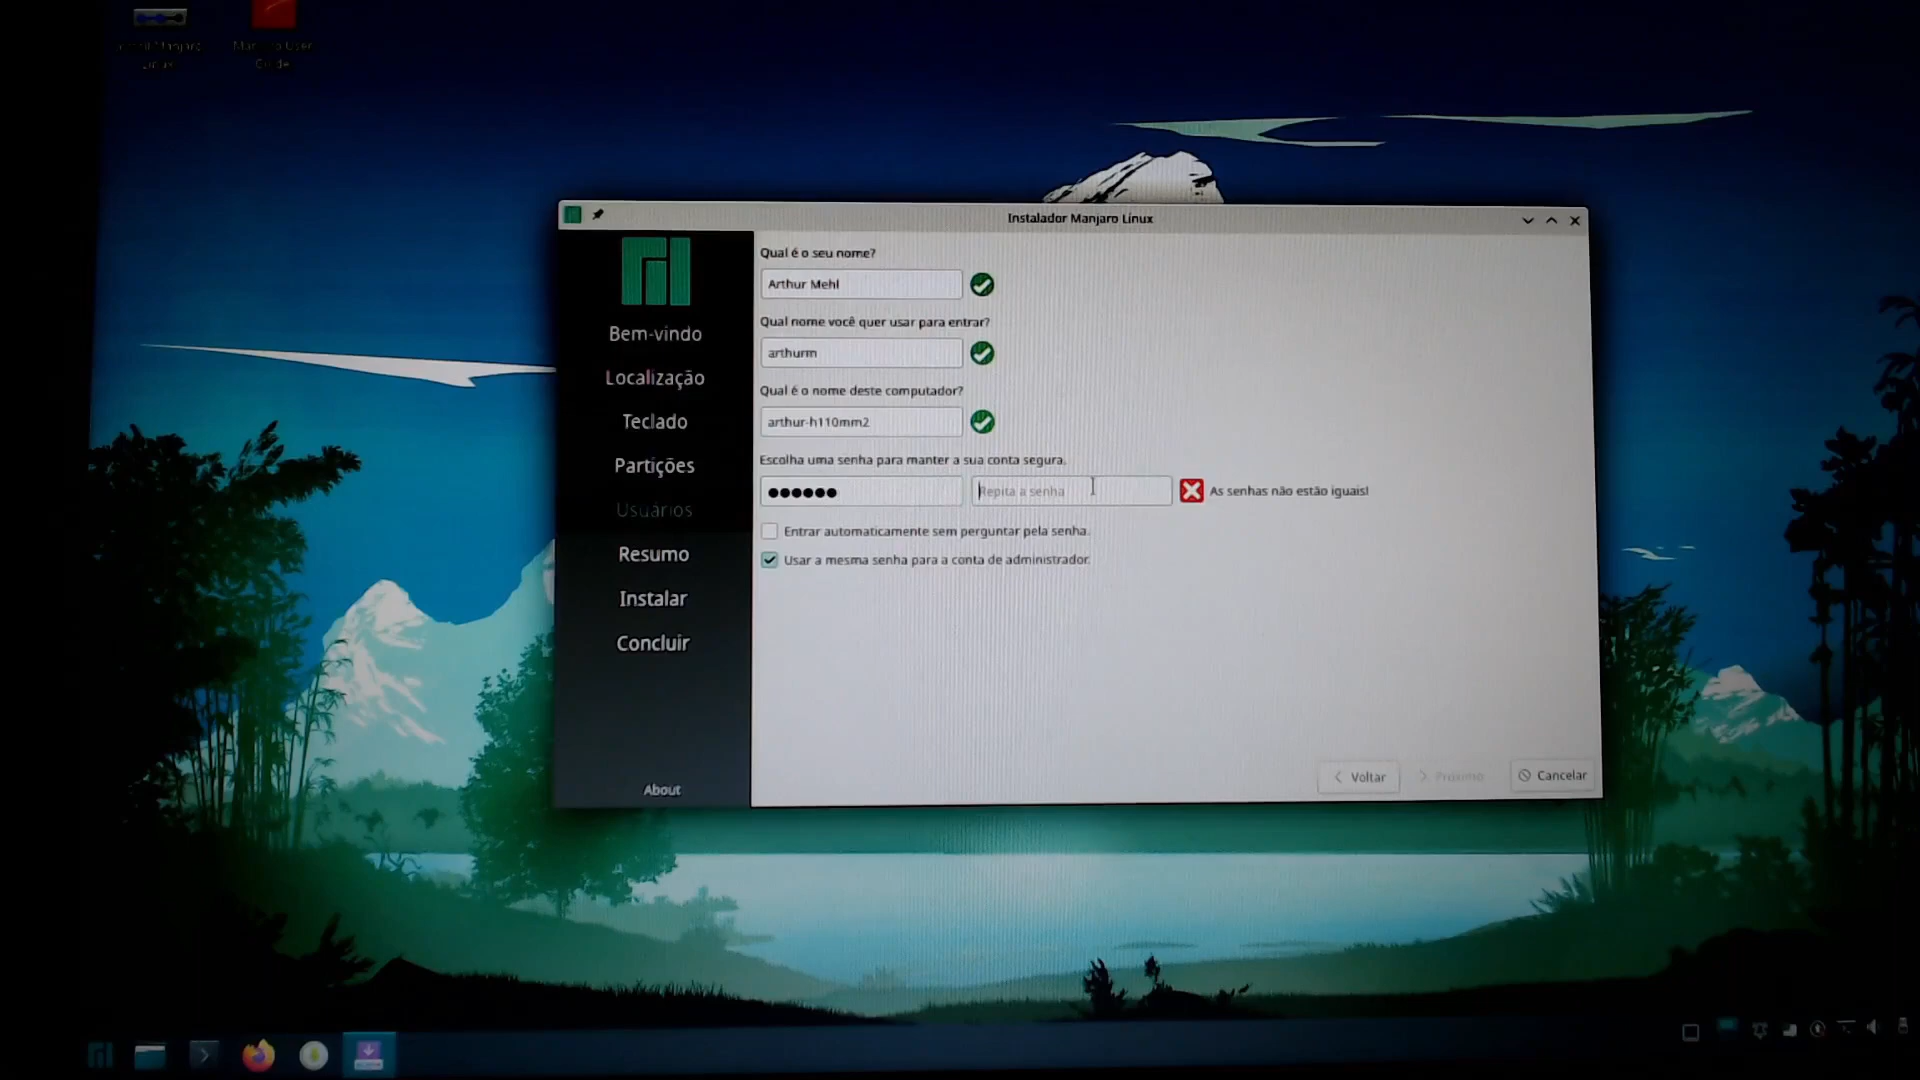 Manjaro User
Instalador Manjaro Linux
Qual é o seu nome?
Arthur Mehl
Qual nome você quer usar para entrar?
arthurm
Qual é o nome deste computador?
arthur-h110mm2
Escolha uma senha para manter a sua conta segura.
Repita a senha
As senhas não estão iguais!
Entrar automaticamente sem perguntar pela senha.
Usar a mesma senha para a conta de administrador.
Bem-vindo
Localização
Teclado
Partições
Usuários
Resumo
Instalar
Concluir
About
Voltar
Próximo
Cancelar